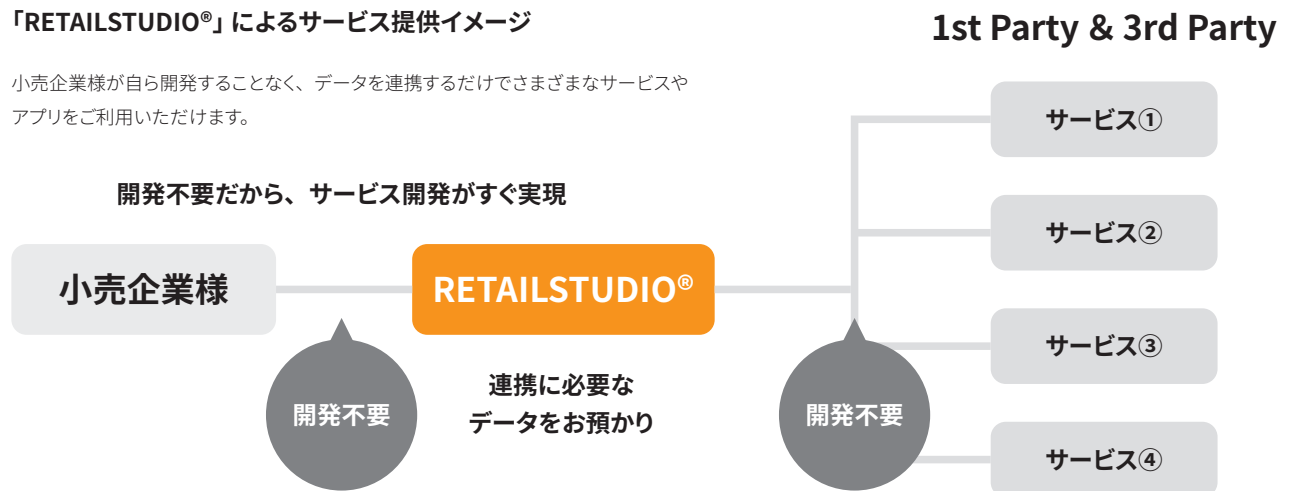 「RETAILSTUDIO®」によるサービス提供イメージ
小売企業様が自ら開発することなく、データを連携するだけでさまざまなサービスや
アプリをご利用いただけます。
開発不要だから、サービス開発がすぐ実現
小売企業様
RETAILSTUDIO®
開発不要
連携に必要な
データをお預かり
開発不要
1st Party & 3rd Party
サービス①
サービス②
サービス③
サービス④